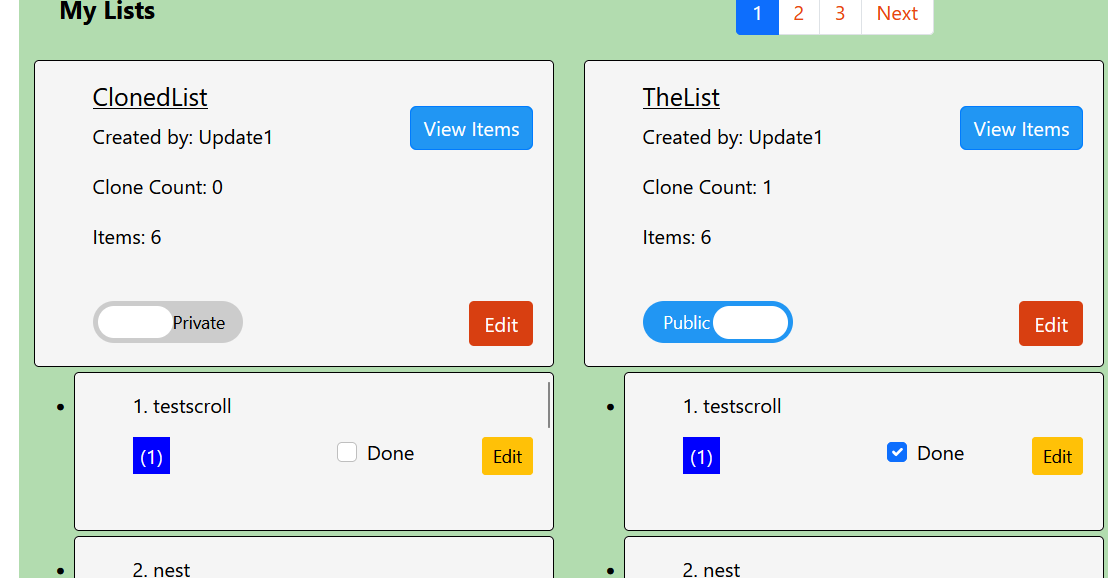 My Lists
1 2 3 Next
ClonedList
View Items
Created by: Update1
Clone Count: 0
Items: 6
Private
Edit
1. testscroll
(1)
Done
Edit
2. nest
TheList
View Items
Created by: Update1
Clone Count: 1
Items: 6
Public
Edit
1. testscroll
(1)
Done
Edit
2. nest